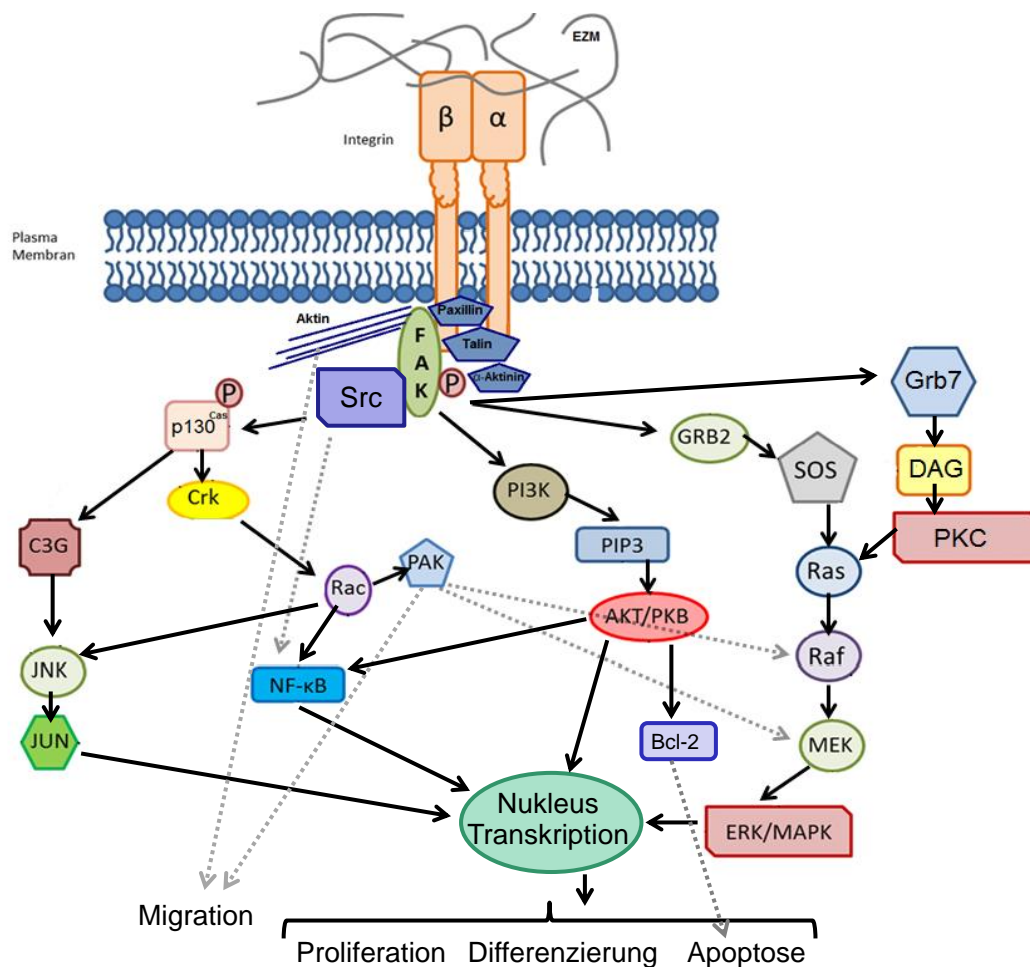 EZM
β
α
Integrin
Plasma
Membran
Aktin
Paxillin
Talin
α-Aktinin
F
A
K
P
Src
P
p130Cas
Crk
C3G
Rac
PAK
JNK
JUN
NF-κB
PI3K
PIP3
AKT/PKB
Bcl-2
GRB2
SOS
Grb7
DAG
PKC
Ras
Raf
MEK
ERK/MAPK
Nukleus
Transkription
Migration
Proliferation Differenzierung Apoptose